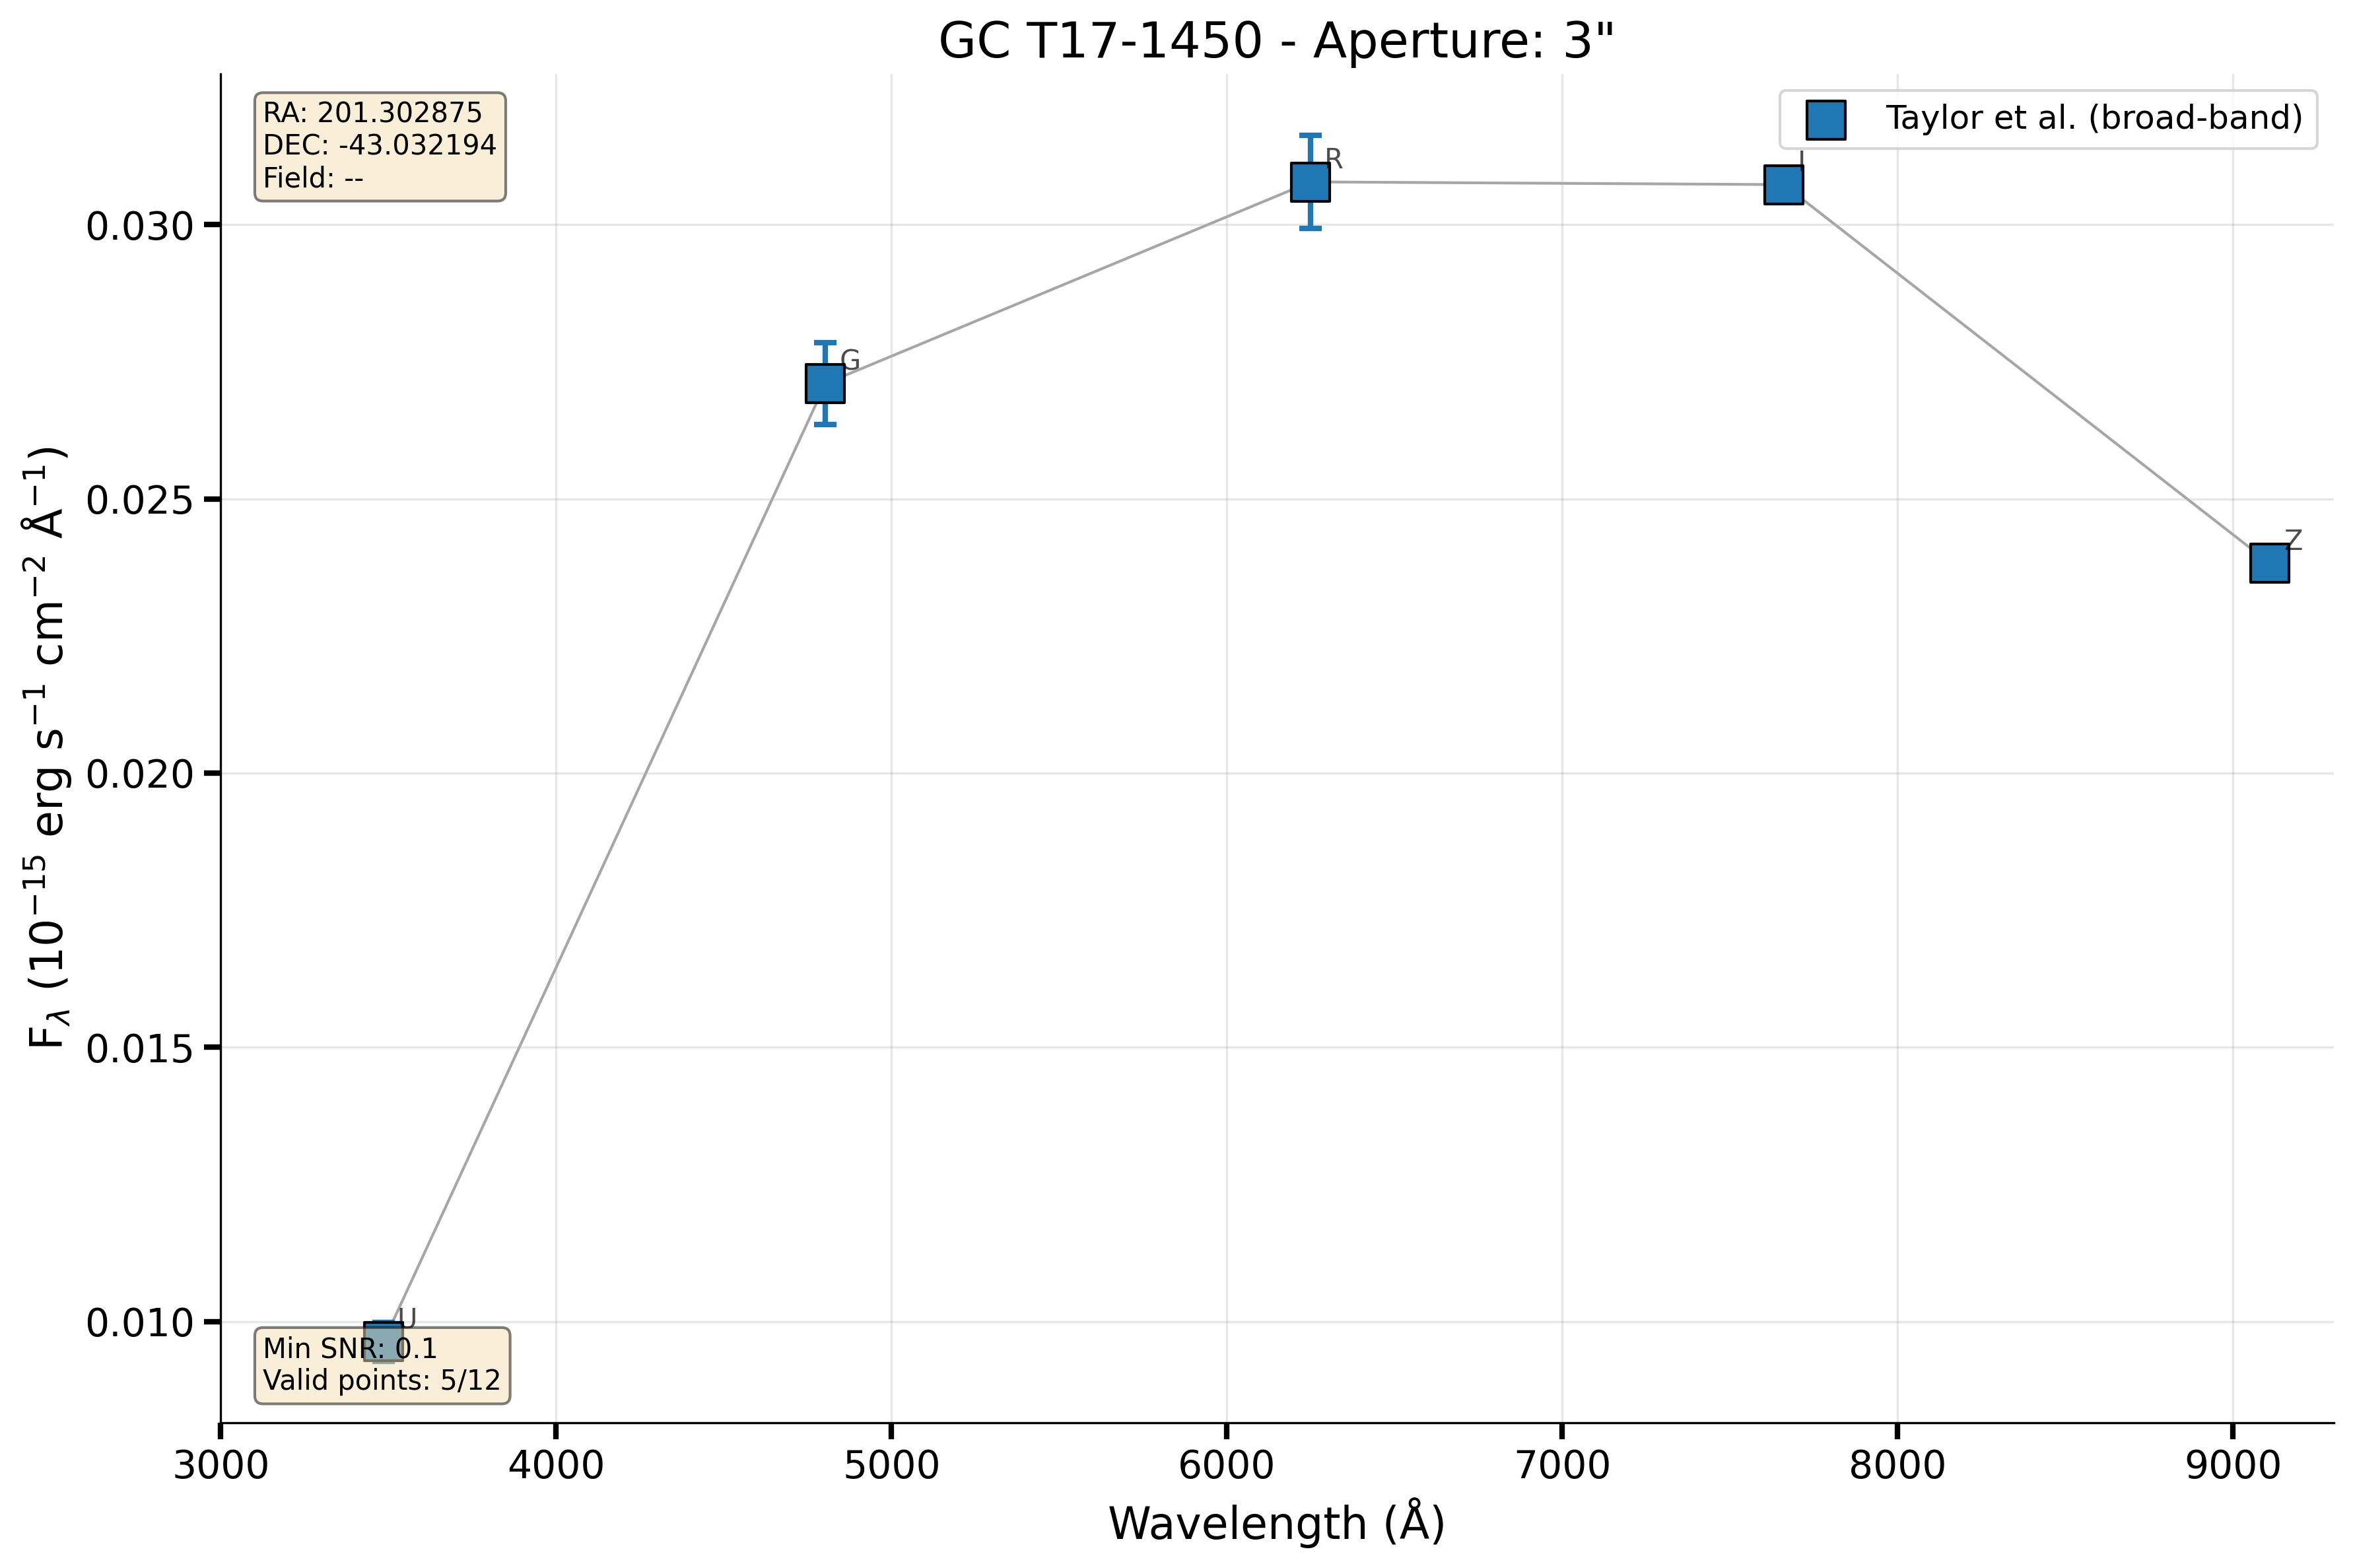 GC T17-1450 - Aperture: 3"
RA: 201.302875
DEC: -43.032194
Field: --
Taylor et al. (broad-band)
R
I
G
Z
U
0.030
0.025
0.020
0.015
0.010
F_λ (10⁻¹⁵ erg s⁻¹ cm⁻² Å⁻¹)
Min SNR: 0.1
Valid points: 5/12
3000 4000 5000 6000 7000 8000 9000
Wavelength (Å)